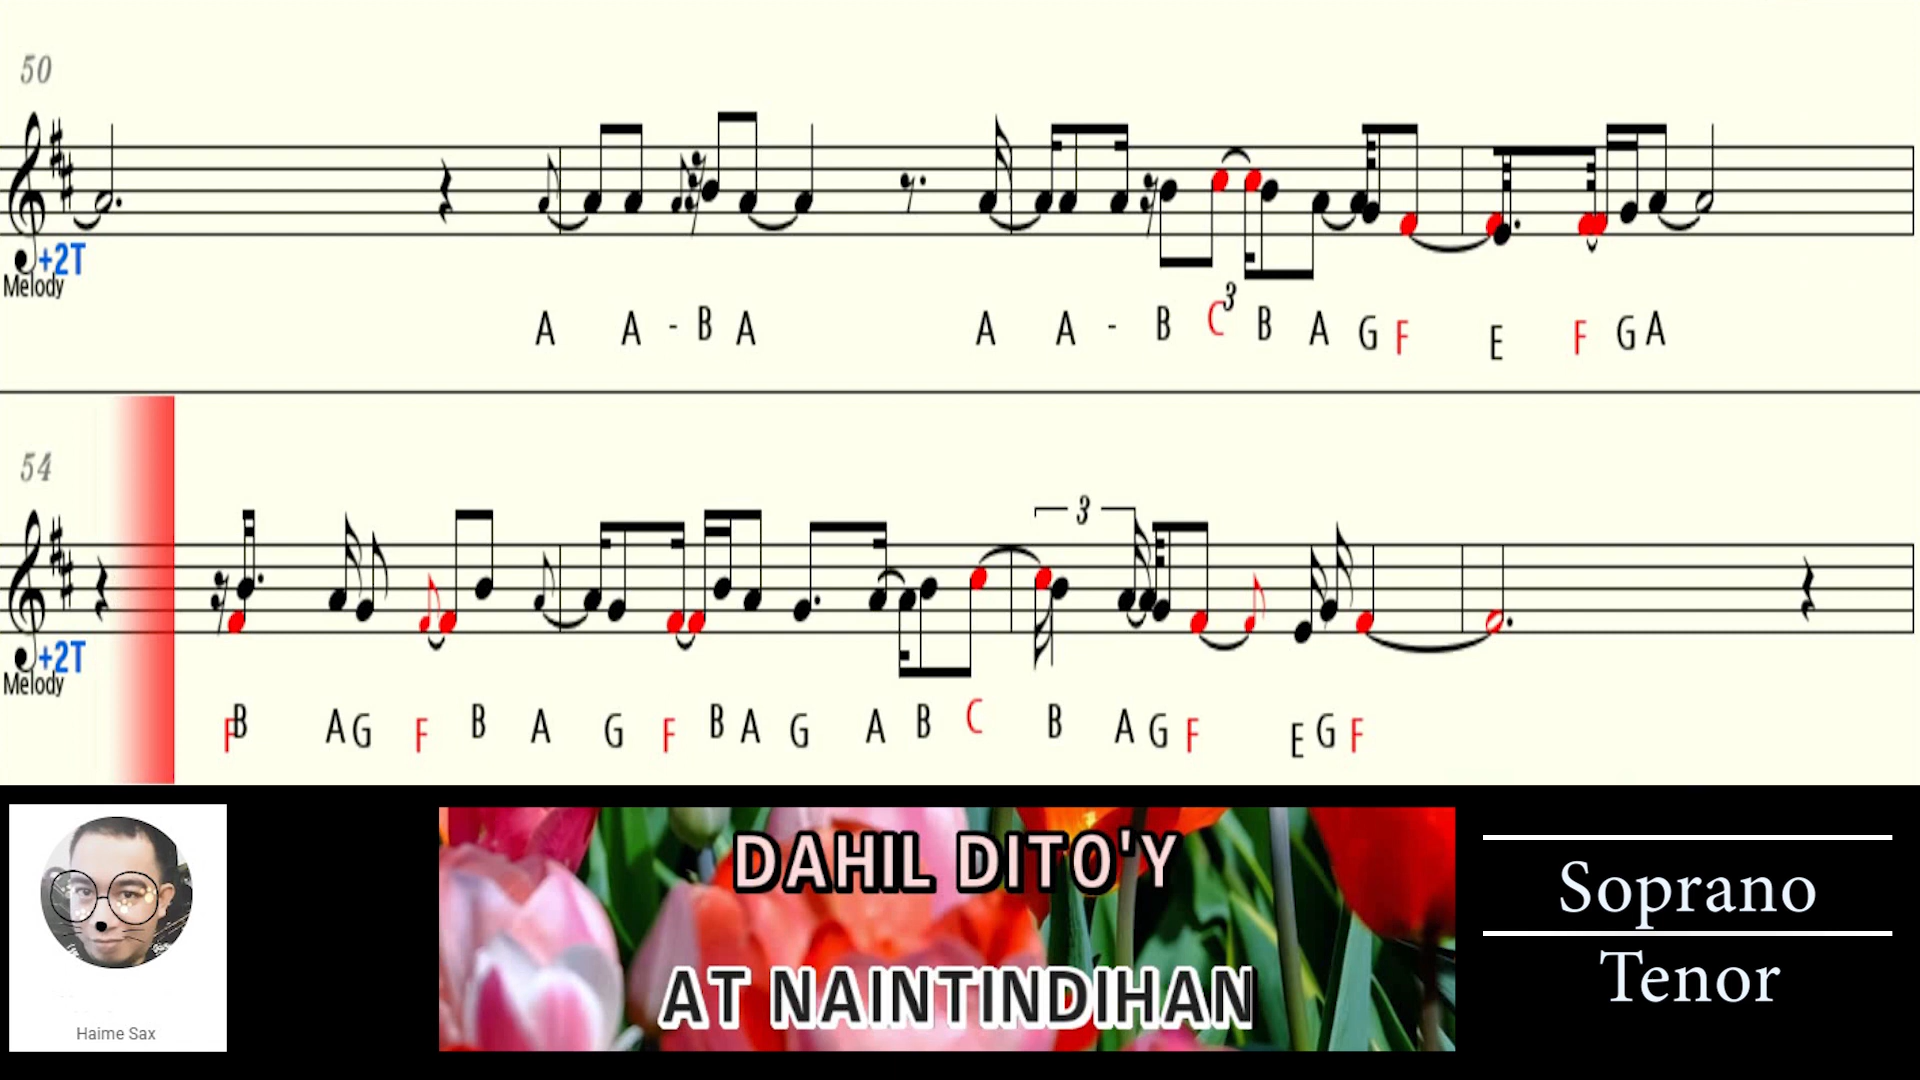 50
+2T
Melody
3
A A - B A A A - B C B A G F E F G A
54
3
+2T
Melody
F B A G F B A G F B A G A B C B A G F E G F
DAHIL DITO'Y
AT NAINTINDIHAN
Haime Sax
Soprano
Tenor